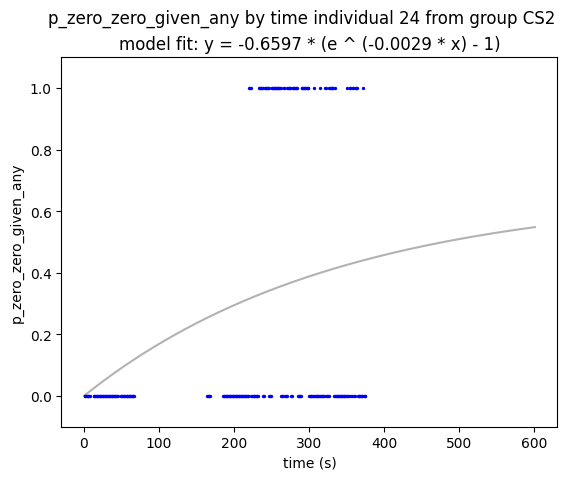 p_zero_zero_given_any by time individual 24 from group CS2
model fit: y = -0.6597 * (e ^ (-0.0029 * x) - 1)
1.0
0.8
0.6
0.4
0.2
0.0
p_zero_zero_given_any
0 100 200 300 400 500 600
time (s)